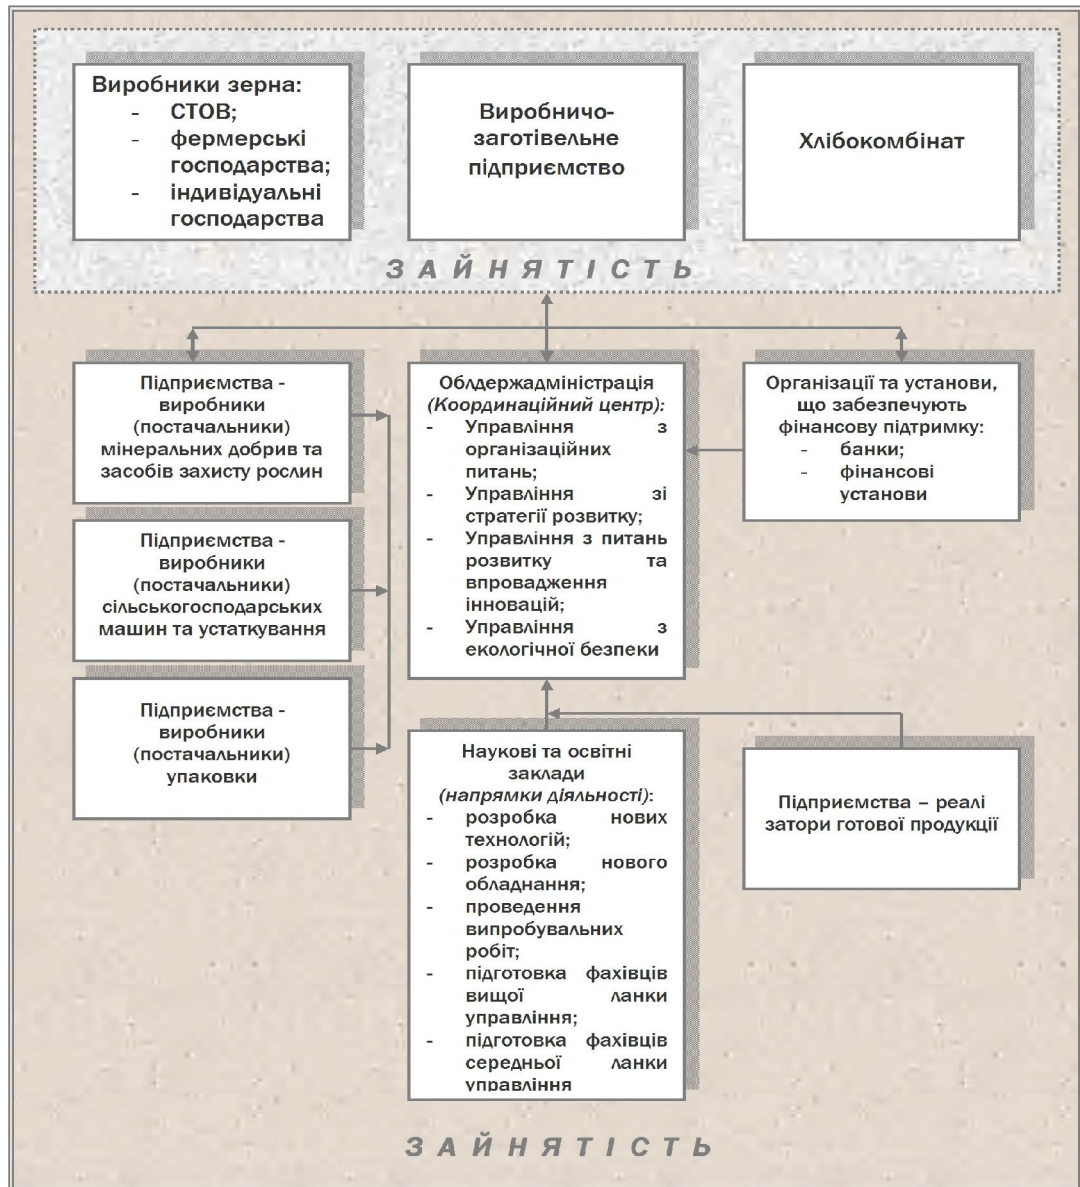 Виробники зерна:
- СТОВ;
- фермерські
господарства;
- індивідуальні
господарства
Виробничо-
заготівельне
підприємство
Хлібокомбінат
ЗАЙНЯТІСТЬ
Підприємства -
виробники
(постачальники)
мінеральних добрив та
засобів захисту рослин
Підприємства -
виробники
(постачальники)
сільськогосподарських
машин та устаткування
Підприємства -
виробники
(постачальники)
упаковки
Облдержадміністрація
(Координаційний центр):
- Управління з
організаційних
питань;
- Управління зі
стратегії розвитку;
- Управління з питань
розвитку та
впровадження
інновацій;
- Управління з
екологічної безпеки
Організації та установи,
що забезпечують
фінансову підтримку:
- банки;
- фінансові
установи
Наукові та освітні
заклади
(напрямки діяльності):
- розробка нових
технологій;
- розробка нового
обладнання;
- проведення
випробувальних
робіт;
- підготовка фахівців
вищої ланки
управління;
- підготовка фахівців
середньої ланки
управління
Підприємства – реалі
затори готової продукції
ЗАЙНЯТІСТЬ